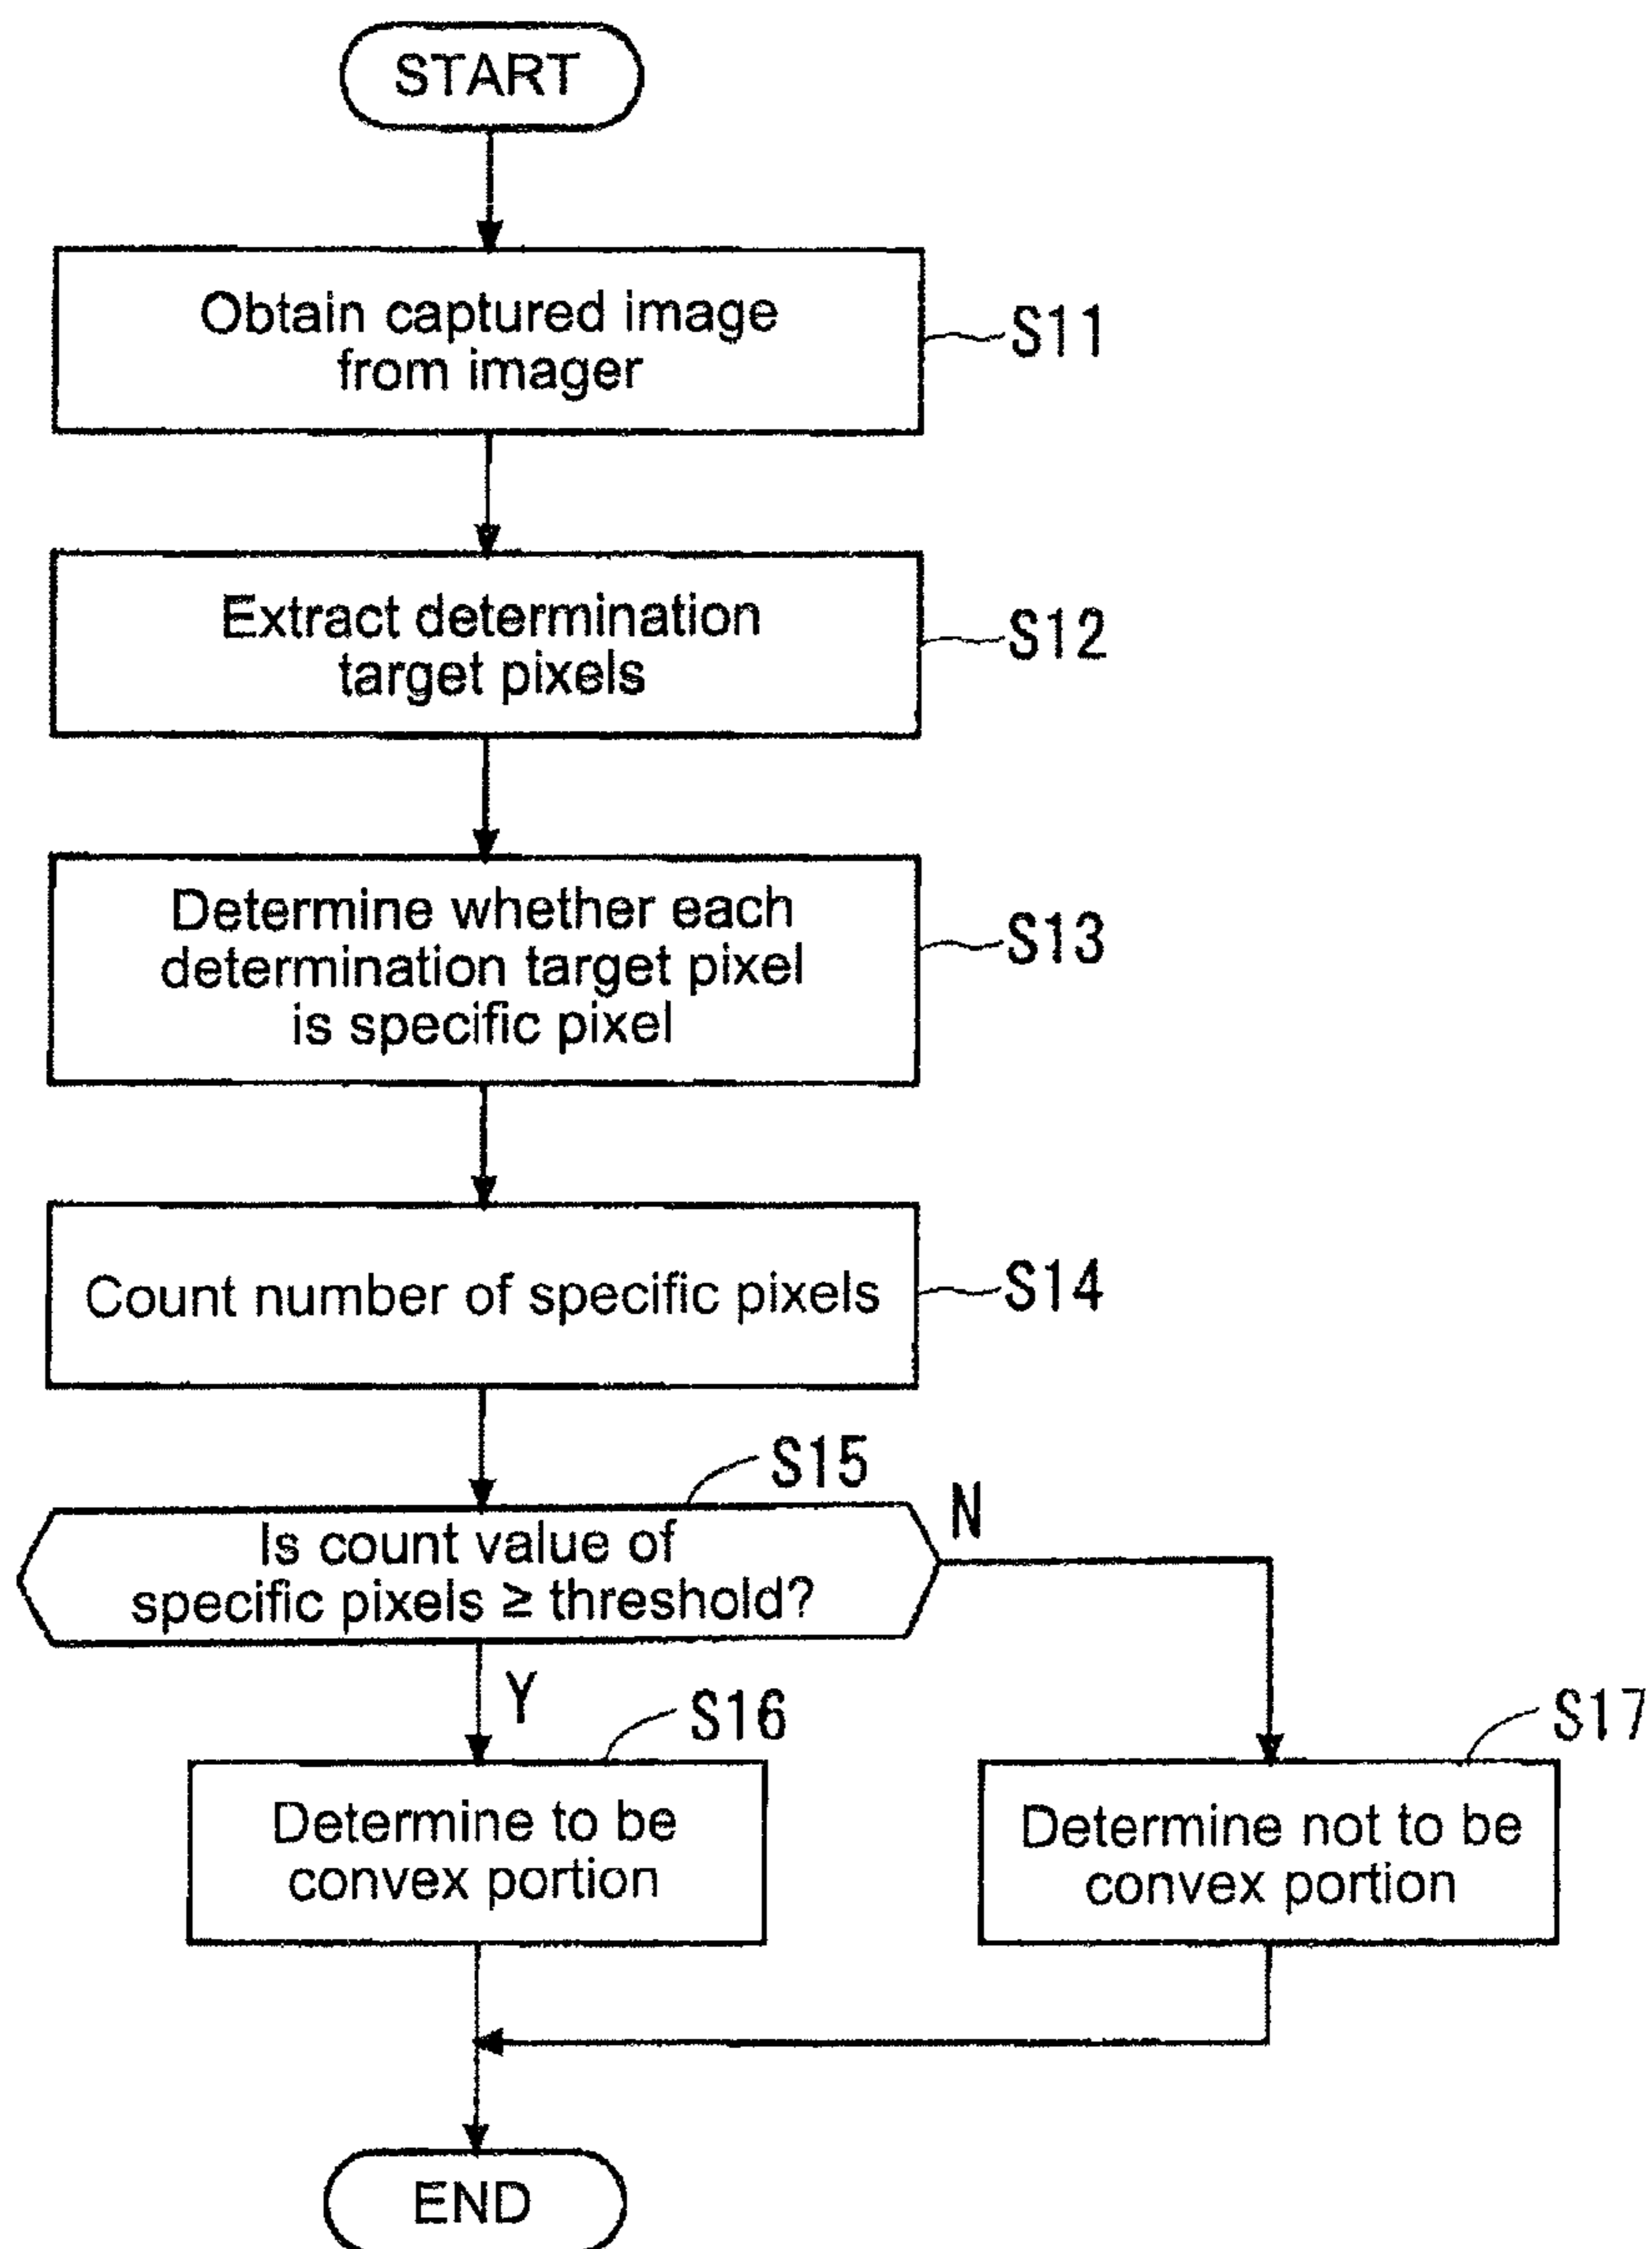 START
Obtain captured image
from imager
S11
Extract determination
target pixels
S12
Determine whether each
determination target pixel
is specific pixel
S13
Count number of specific pixels
S14
S15
Is count value of
specific pixels ≥ threshold?
N
Y
S16
Determine to be
convex portion
S17
Determine not to be
convex portion
END